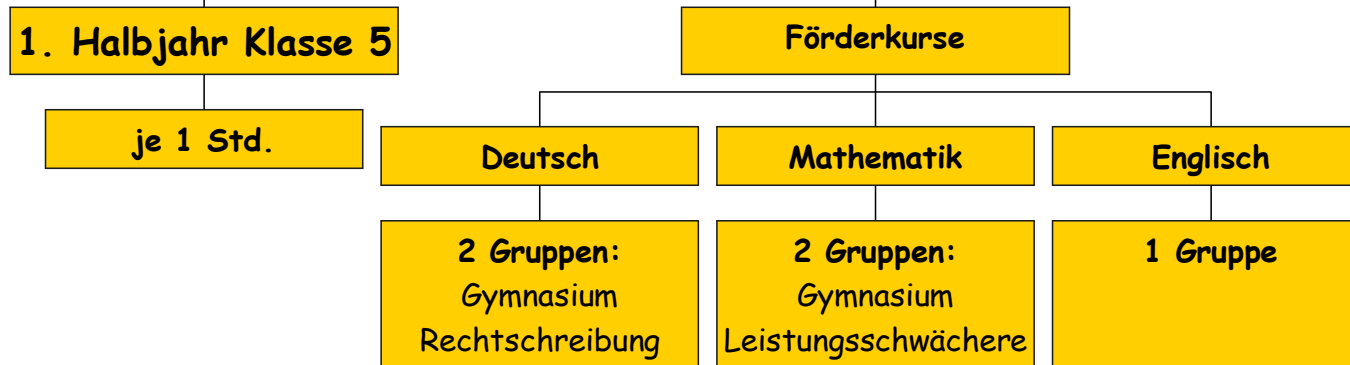 1. Halbjahr Klasse 5
Förderkurse
je 1 Std.
Deutsch
Mathematik
Englisch
2 Gruppen:
Gymnasium
Rechtschreibung
2 Gruppen:
Gymnasium
Leistungsschwächere
1 Gruppe